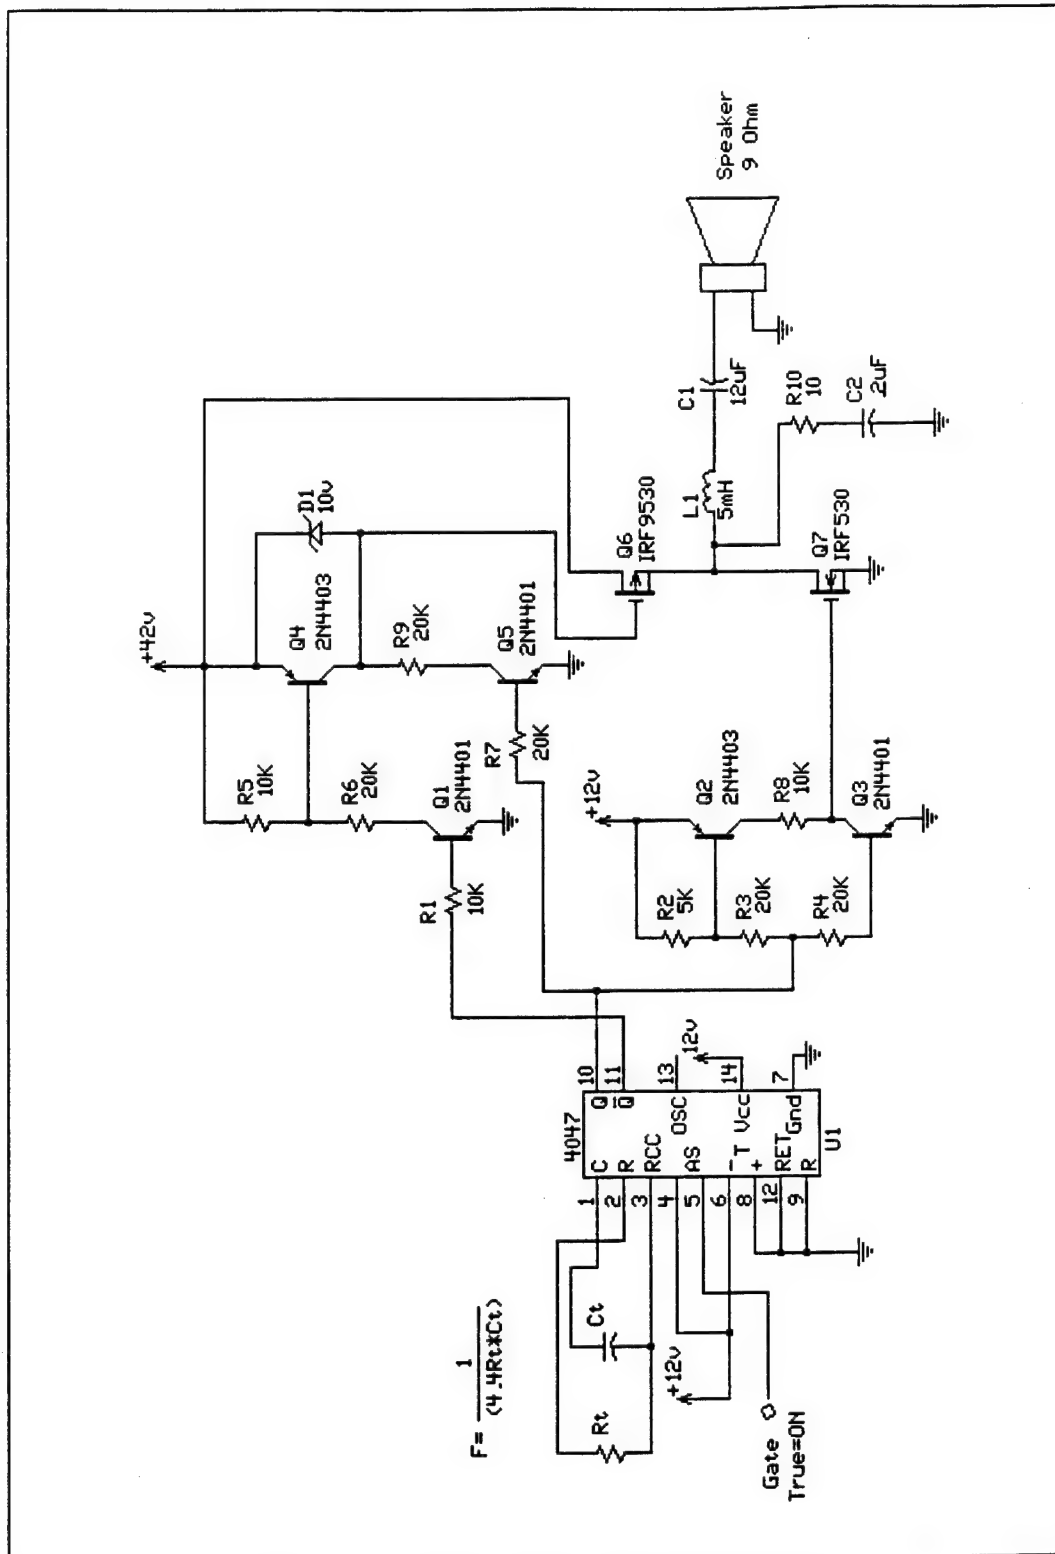 F=
1
(4.4Rt*Ct)
Rt
Ct
+12v
Gate
True=ON
1
2
3
4
5
6
8
12
9
4047
C
R
RCC
AS
-T
+
RET
R
Q
Q̅
OSC
Vcc
Gnd
U1
10
11
13
14
7
12v
R1
10K
R5
10K
R6
20K
Q1
2N4401
+42v
Q4
2N4403
D1
10v
R9
20K
Q5
2N4401
R7
20K
+12v
R2
5K
R3
20K
R4
20K
Q2
2N4403
R8
10K
Q3
2N4401
Q6
IRF9530
Q7
IRF530
L1
5mH
C1
12uF
R10
10
C2
.2uF
Speaker
9 Ohm